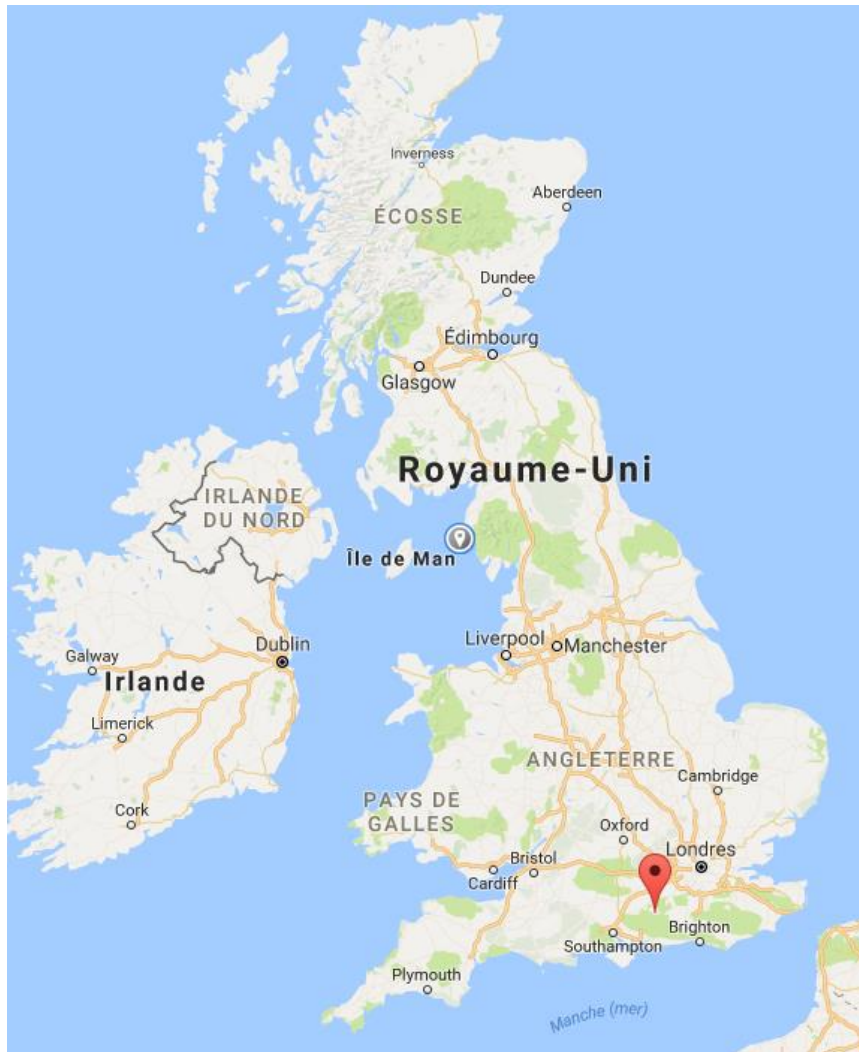 Inverness
Aberdeen
ÉCOSSE
Dundee
Édimbourg
Glasgow
Royaume-Uni
IRLANDE
DU NORD
Île de Man
Liverpool
Manchester
Dublin
Galway
Irlande
Limerick
ANGLETERRE
Cambridge
PAYS DE
GALLES
Cork
Oxford
Londres
Bristol
Cardiff
Brighton
Southampton
Plymouth
Manche (mer)